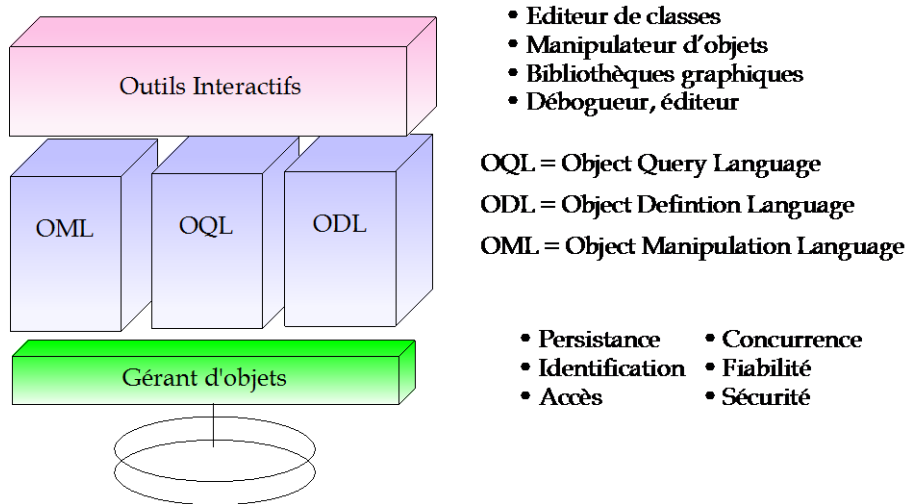 Outils Interactifs
• Editeur de classes
• Manipulateur d’objets
• Bibliothèques graphiques
• Débogueur, éditeur
OML
OQL
ODL
OQL = Object Query Language
ODL = Object Defintion Language
OML = Object Manipulation Language
Gérant d'objets
• Persistance • Concurrence
• Identification • Fiabilité
• Accès • Sécurité